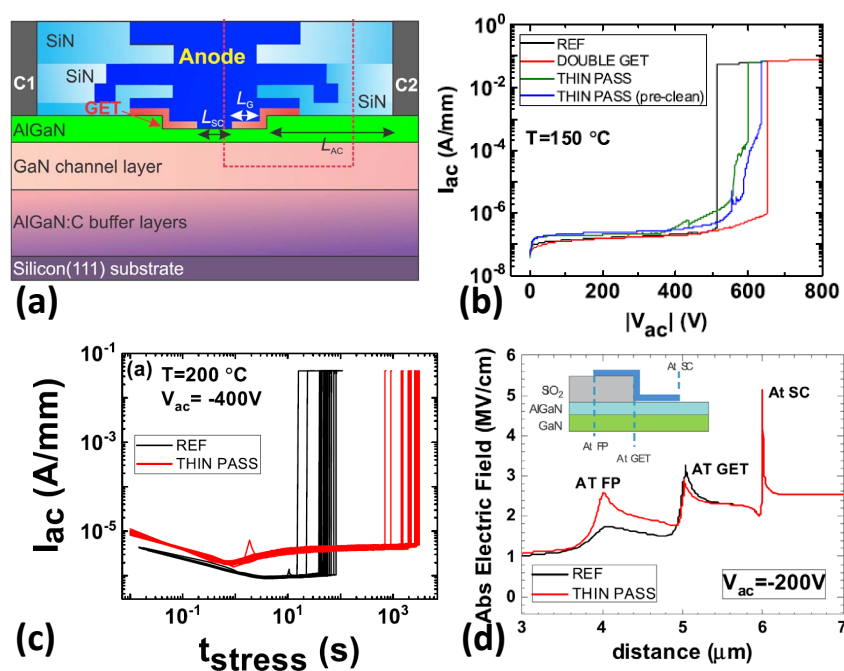 SiN
Anode
C1
SiN
C2
GET
L_G
L_SC
SiN
AlGaN
L_AC
GaN channel layer
AlGaN:C buffer layers
Silicon(111) substrate
(a)
10^0
10^-2
10^-4
10^-6
10^-8
I_ac (A/mm)
REF
DOUBLE GET
THIN PASS
THIN PASS (pre-clean)
T=150 °C
0 200 400 600 800
|V_ac| (V)
(b)
10^-1
10^-3
10^-5
I_ac (A/mm)
(a)
T=200 °C
V_ac= -400V
REF
THIN PASS
10^-1 10^1 10^3
t_stress (s)
(c)
6
5
4
3
2
1
0
Abs Electric Field (MV/cm)
At SC
SiO2
AlGaN
GaN
At FP
At GET
At SC
AT GET
AT FP
REF
THIN PASS
V_ac=-200V
3 4 5 6 7
distance (μm)
(d)